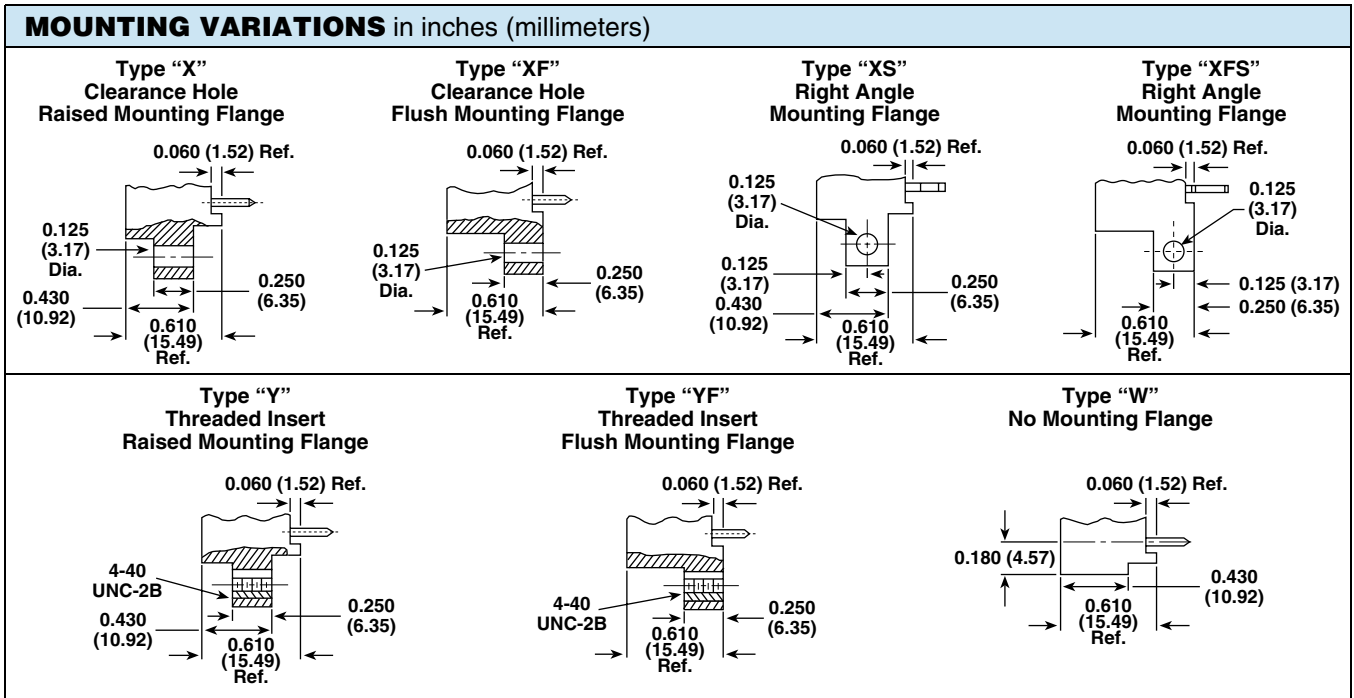 MOUNTING VARIATIONS in inches (millimeters)
Type “X”
Clearance Hole
Raised Mounting Flange
0.060 (1.52) Ref.
0.125
(3.17)
Dia.
0.430
(10.92)
0.250
(6.35)
0.610
(15.49)
Ref.
Type “XF”
Clearance Hole
Flush Mounting Flange
0.060 (1.52) Ref.
0.125
(3.17)
Dia.
0.250
(6.35)
0.610
(15.49)
Ref.
Type “XS”
Right Angle
Mounting Flange
0.060 (1.52) Ref.
0.125
(3.17)
Dia.
0.125
(3.17)
0.430
(10.92)
0.250
(6.35)
0.610
(15.49)
Ref.
Type “XFS”
Right Angle
Mounting Flange
0.060 (1.52) Ref.
0.125
(3.17)
Dia.
0.125 (3.17)
0.250 (6.35)
0.610
(15.49)
Ref.
Type “Y”
Threaded Insert
Raised Mounting Flange
0.060 (1.52) Ref.
4-40
UNC-2B
0.430
(10.92)
0.250
(6.35)
0.610
(15.49)
Ref.
Type “YF”
Threaded Insert
Flush Mounting Flange
0.060 (1.52) Ref.
4-40
UNC-2B
0.250
(6.35)
0.610
(15.49)
Ref.
Type “W”
No Mounting Flange
0.060 (1.52) Ref.
0.180 (4.57)
0.430
(10.92)
0.610
(15.49)
Ref.